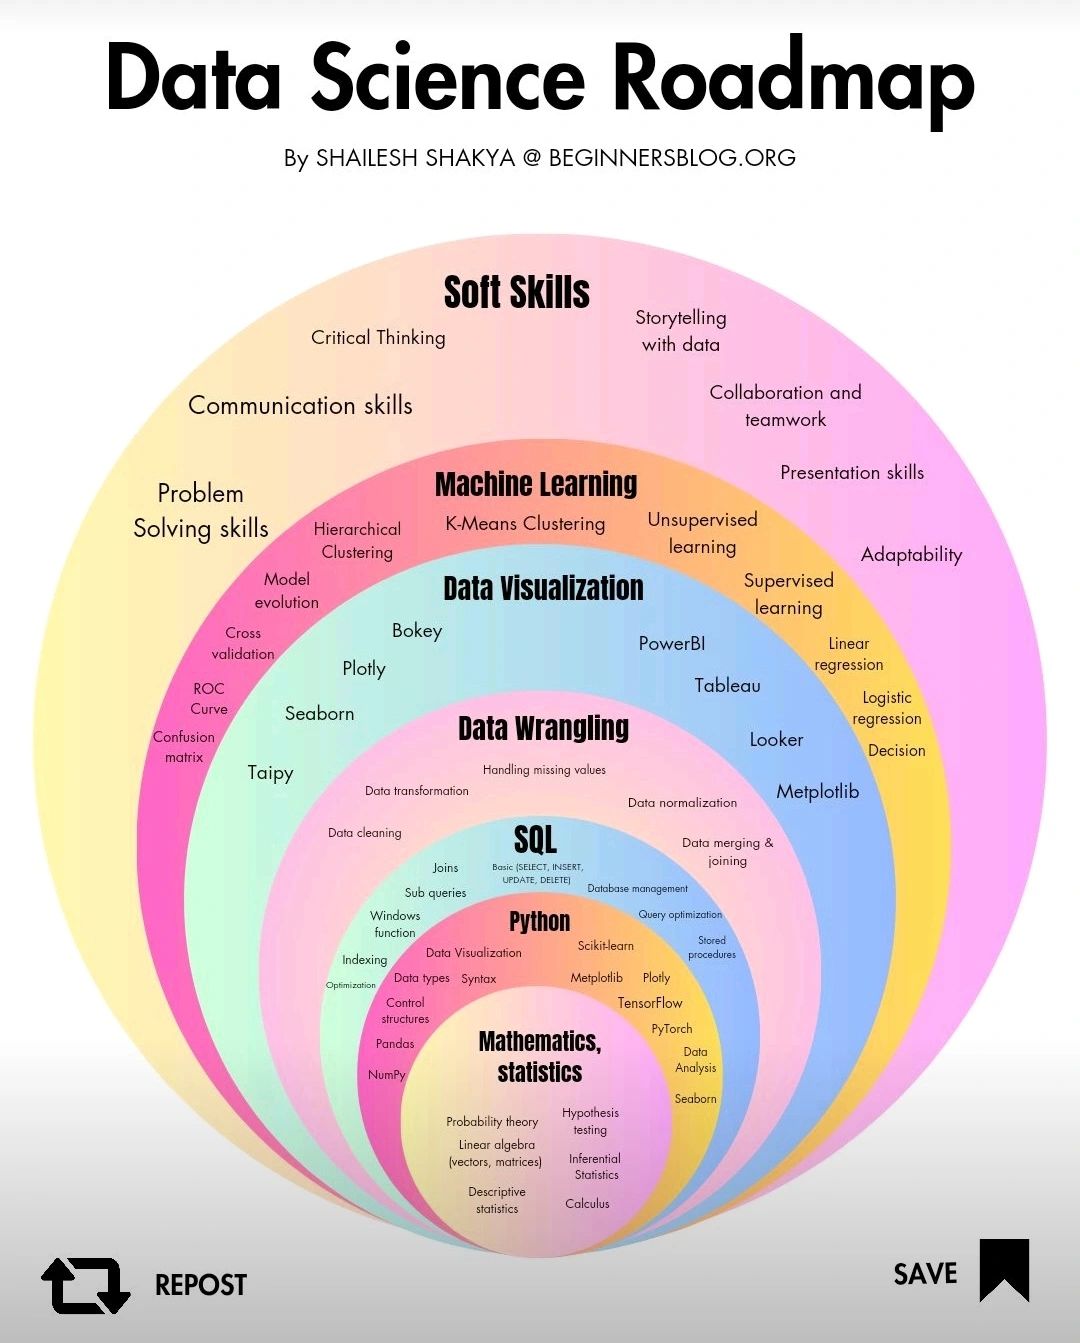 Data Science Roadmap
By SHAILESH SHAKYA @ BEGINNERSBLOG.ORG
Soft Skills
Critical Thinking
Storytelling
with data
Communication skills
Collaboration and
teamwork
Problem
Solving skills
Presentation skills
Adaptability
Machine Learning
K-Means Clustering
Hierarchical
Clustering
Unsupervised
learning
Model
evolution
Supervised
learning
Cross
validation
Linear
regression
ROC
Curve
Logistic
regression
Confusion
matrix
Decision
Data Visualization
Bokey
PowerBI
Plotly
Tableau
Seaborn
Looker
Taipy
Metplotlib
Data Wrangling
Handling missing values
Data transformation
Data normalization
Data cleaning
Data merging &
joining
SQL
Basic (SELECT, INSERT,
UPDATE, DELETE)
Joins
Database management
Sub queries
Query optimization
Windows
function
Stored
procedures
Indexing
Optimization
Python
Data Visualization
Scikit-learn
Data types
Syntax
Metplotlib
Plotly
Control
structures
TensorFlow
PyTorch
Pandas
Data
Analysis
NumPy
Seaborn
Mathematics,
statistics
Probability theory
Hypothesis
testing
Linear algebra
(vectors, matrices)
Inferential
Statistics
Descriptive
statistics
Calculus
REPOST
SAVE